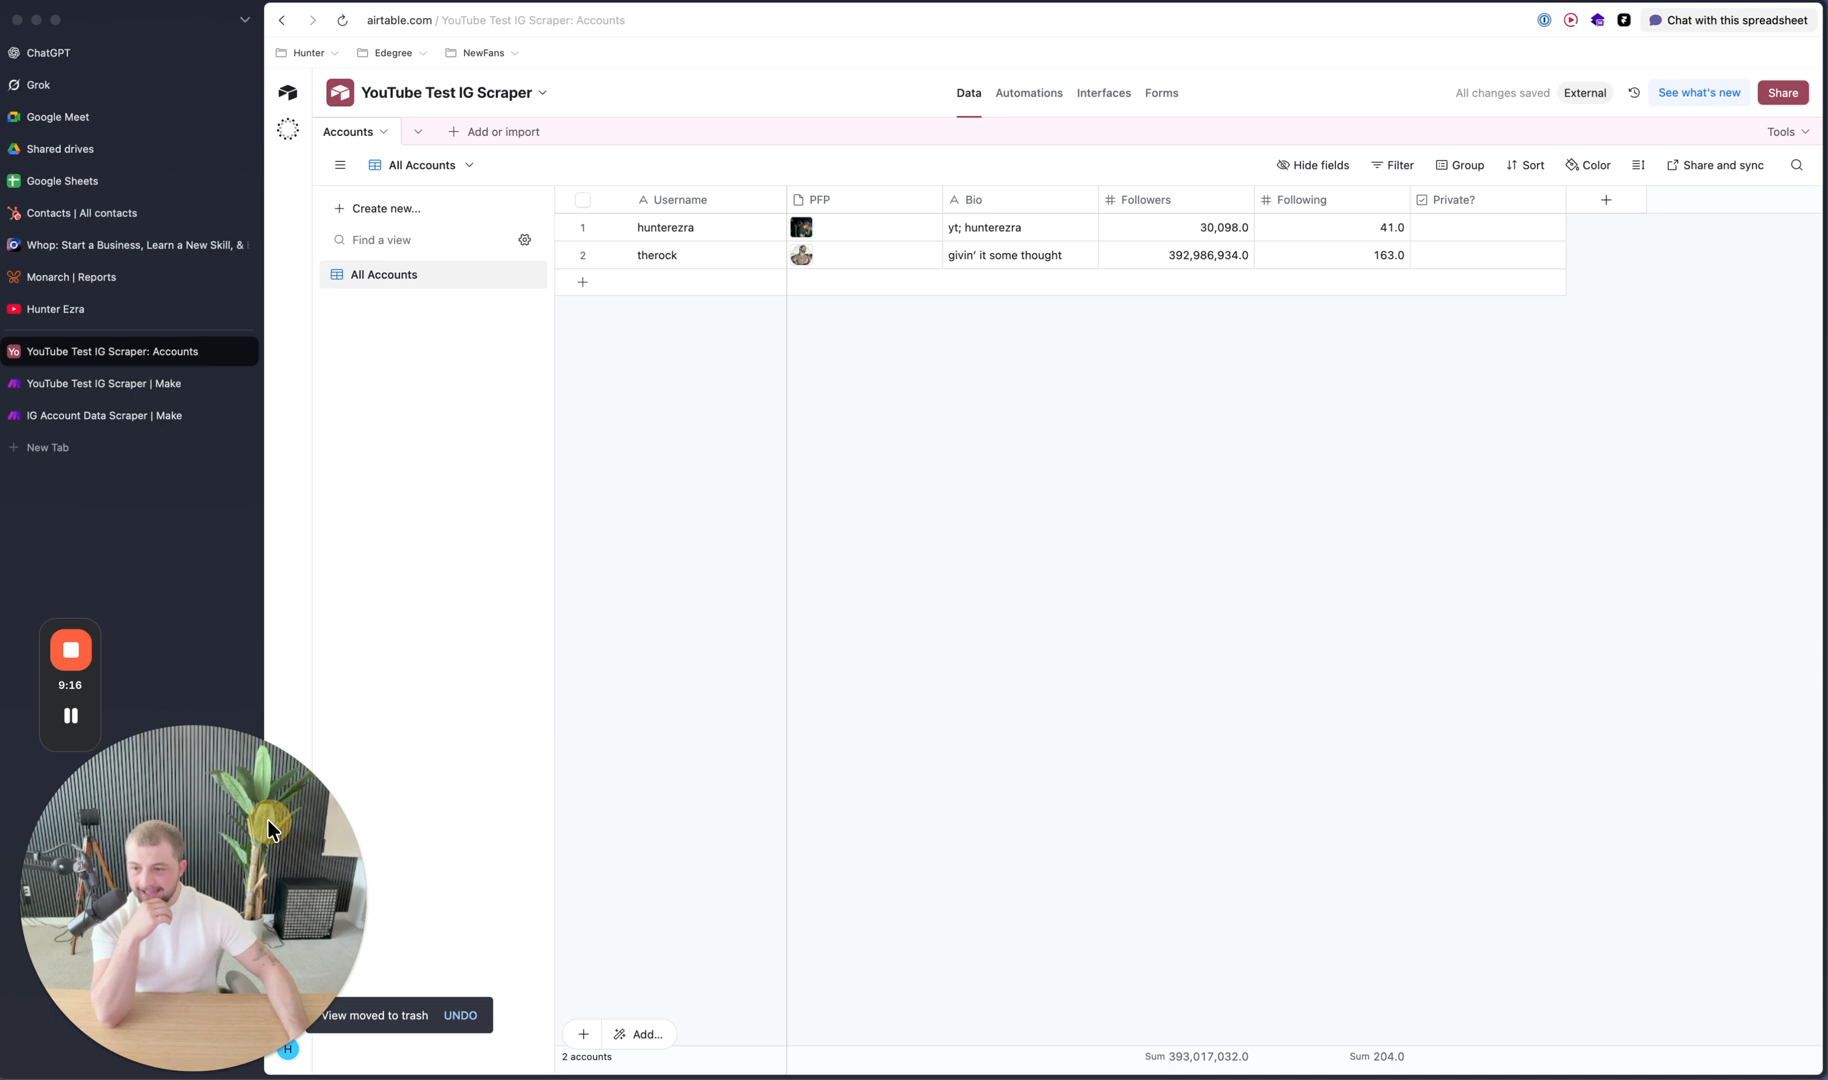 airtable.com / YouTube Test IG Scraper: Accounts
Chat with this spreadsheet
ChatGPT
Grok
Google Meet
Shared drives
Google Sheets
Contacts | All contacts
Whop: Start a Business, Learn a New Skill, &
Monarch | Reports
Hunter Ezra
Yo YouTube Test IG Scraper: Accounts
YouTube Test IG Scraper | Make
IG Account Data Scraper | Make
New Tab
9:16
Hunter
Edegree
NewFans
YouTube Test IG Scraper
Data
Automations
Interfaces
Forms
All changes saved
External
See what's new
Share
Accounts
Add or import
Tools
All Accounts
Hide fields
Filter
Group
Sort
Color
Share and sync
Create new...
Find a view
All Accounts
Username
PFP
Bio
Followers
Following
Private?
1 hunterezra yt; hunterezra 30,098.0 41.0
2 therock givin’ it some thought 392,986,934.0 163.0
View moved to trash UNDO
H
Add...
2 accounts
Sum 393,017,032.0
Sum 204.0